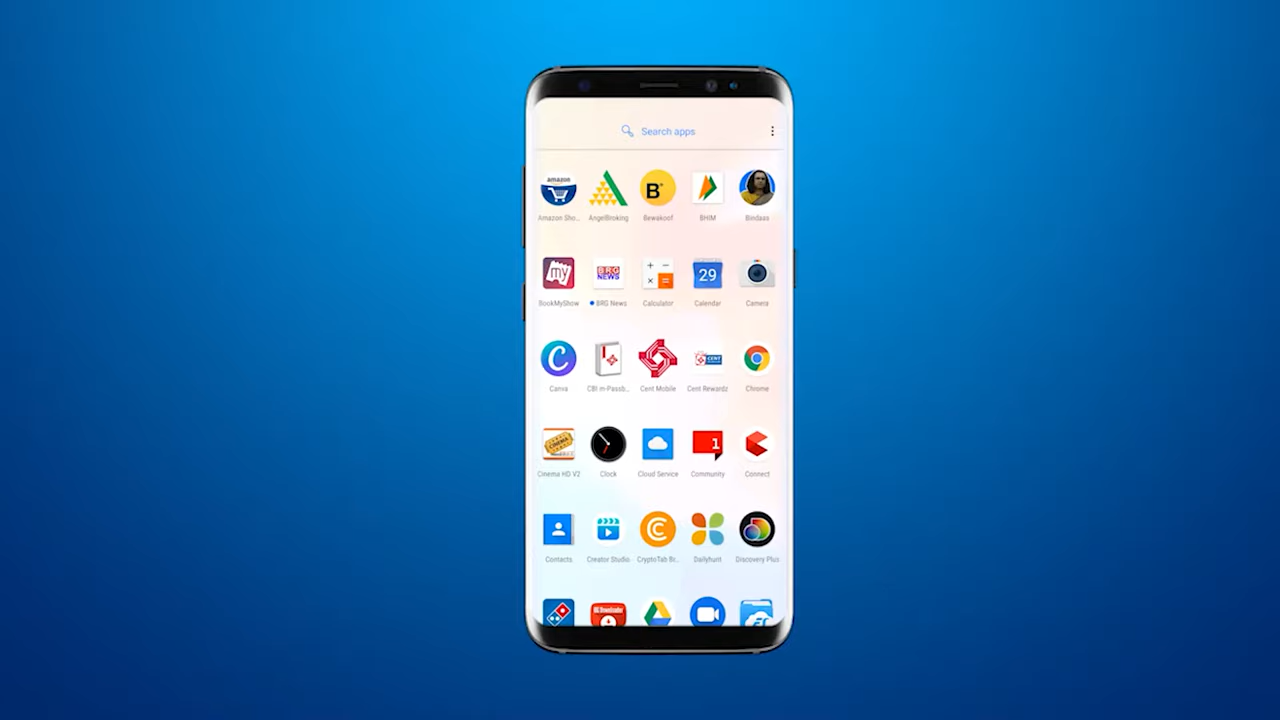 Search apps
amazon
B
Amazon Sho...
AngelBroking
Bewakoof
BHIM
Bindaas
my
BRG
NEWS
29
BookMyShow
BRG News
Calculator
Calendar
Camera
C
CENT
Canva
CBI m-Passb...
Cent Mobile
Cent Rewardz
Chrome
CINEMA
1
Cinema HD V2
Clock
Cloud Service
Community
Connect
Contacts
Creator Studio
CryptoTab Br...
Dailyhunt
Discovery Plus